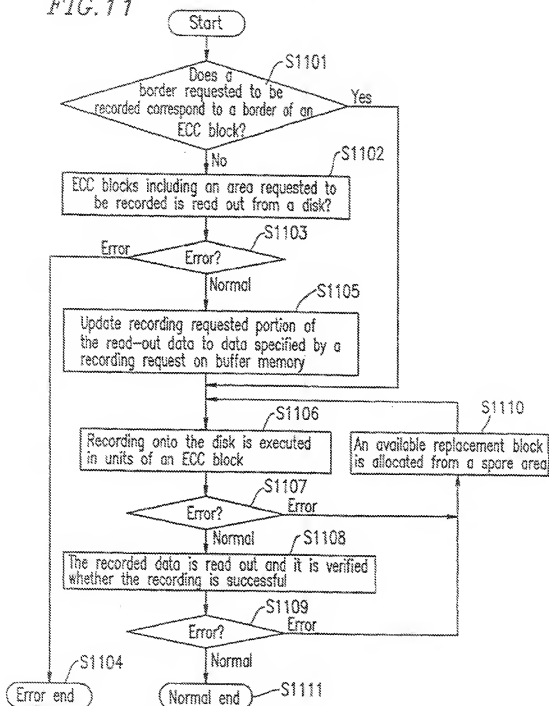 FIG. 11
Start
S1101
Does a
border requested to be
recorded correspond to a border of an
ECC block?
Yes
No
S1102
ECC blocks including an area requested to
be recorded is read out from a disk?
S1103
Error
Error?
Normal
S1105
Update recording requested portion of
the read-out data to data specified by a
recording request on buffer memory
S1106
S1110
Recording onto the disk is executed
in units of an ECC block
An available replacement block
is allocated from a spare area
S1107
Error?
Error
Normal
S1108
The recorded data is read out and it is verified
whether the recording is successful
S1109
Error?
Error
Normal
S1104
Error end
Normal end
S1111